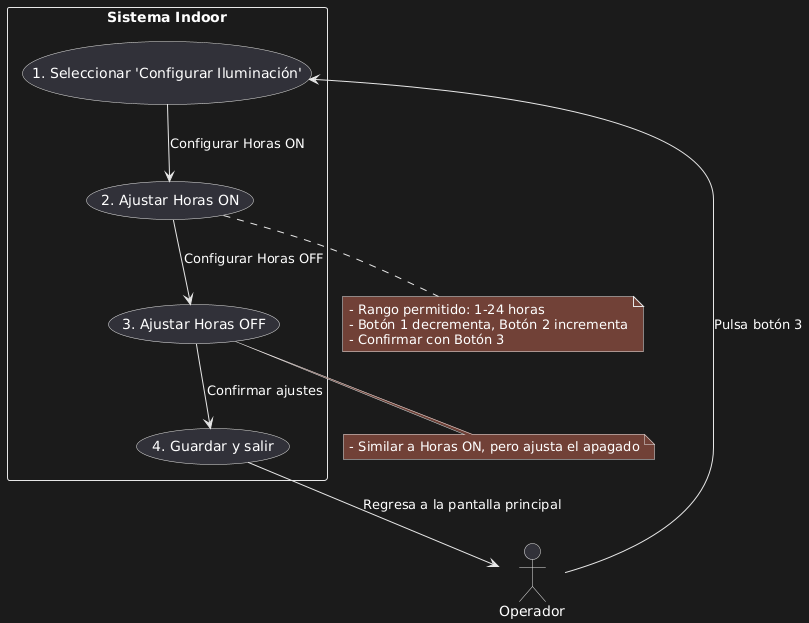 Sistema Indoor
1. Seleccionar 'Configurar Iluminación'
Configurar Horas ON
2. Ajustar Horas ON
Configurar Horas OFF
- Rango permitido: 1-24 horas
- Botón 1 decrementa, Botón 2 incrementa
- Confirmar con Botón 3
3. Ajustar Horas OFF
Pulsa botón 3
Confirmar ajustes
4. Guardar y salir
- Similar a Horas ON, pero ajusta el apagado
Regresa a la pantalla principal
Operador